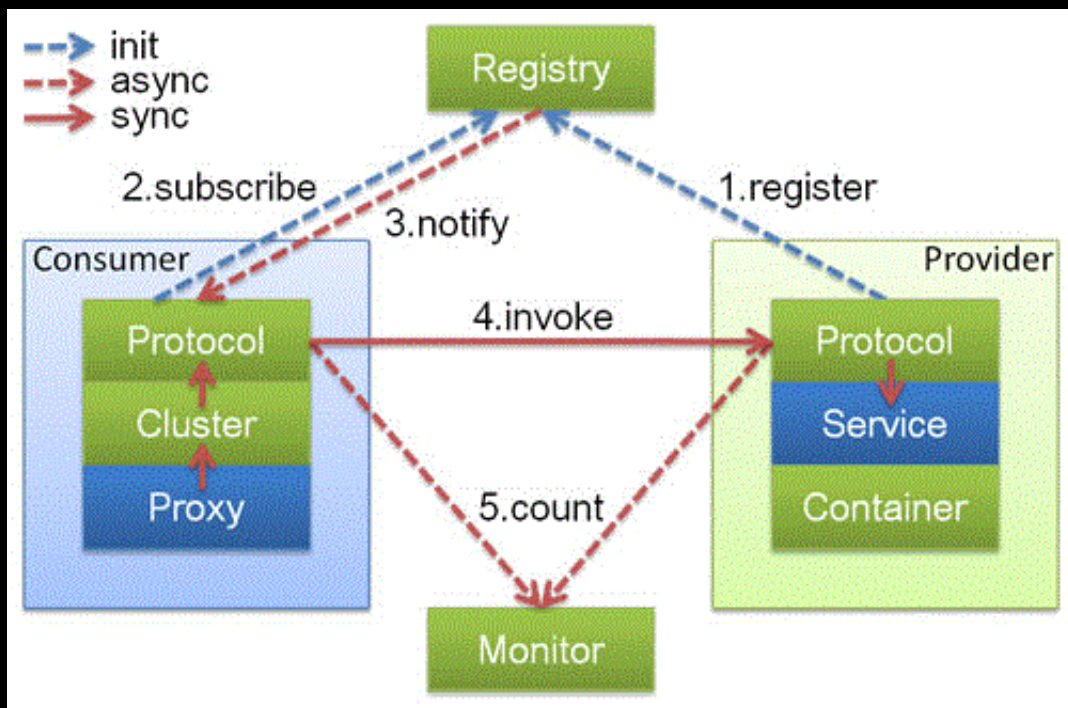 init
async
sync
Registry
2.subscribe
1.register
3.notify
Consumer
Provider
4.invoke
Protocol
Protocol
Cluster
Service
Proxy
5.count
Container
Monitor